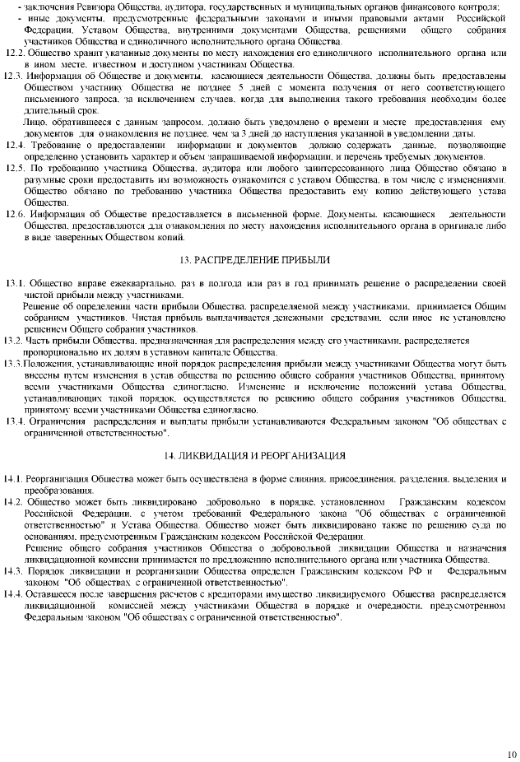 - заключения Ревизора Общества, аудитора, государственных и муниципальных органов финансового контроля;
- иные документы, предусмотренные федеральными законами и иными правовыми актами Российской
Федерации, Уставом Общества, внутренними документами Общества, решениями общего собрания
участников Общества и единоличного исполнительного органа Общества.
12.2. Общество хранит указанные документы по месту нахождения его единоличного исполнительного органа или
в ином месте, известном и доступном участникам Общества.
12.3. Информация об Обществе и документы, касающиеся деятельности Общества, должны быть предоставлены
Обществом участнику Общества не позднее 5 дней с момента получения от него соответствующего
письменного запроса, за исключением случаев, когда для выполнения такого требования необходим более
длительный срок.
Лицо, обратившееся с данным запросом, должно быть уведомлено о времени и месте предоставления ему
документов для ознакомления не позднее, чем за 3 дня до наступления указанной в уведомлении даты.
12.4. Требование о предоставлении информации и документов должно содержать данные, позволяющие
определенно установить характер и объем запрашиваемой информации, и перечень требуемых документов.
12.5. По требованию участника Общества, аудитора или любого заинтересованного лица Общество обязано в
разумные сроки предоставить им возможность ознакомится с уставом Общества, в том числе с изменениями.
Общество обязано по требованию участника Общества предоставить ему копию действующего устава
Общества.
12.6. Информация об Обществе предоставляется в письменной форме. Документы, касающиеся деятельности
Общества, предоставляются для ознакомления по месту нахождения исполнительного органа в оригинале либо
в виде заверенных Обществом копий.
13. РАСПРЕДЕЛЕНИЕ ПРИБЫЛИ
13.1. Общество вправе ежеквартально, раз в полгода или раз в год принимать решение о распределении своей
чистой прибыли между участниками.
Решение об определении части прибыли Общества, распределяемой между участниками, принимается Общим
собранием участников. Чистая прибыль выплачивается денежными средствами, если иное не установлено
решением Общего собрания участников.
13.2. Часть прибыли Общества, предназначенная для распределения между его участниками, распределяется
пропорционально их долям в уставном капитале Общества.
13.3.Положения, устанавливающие иной порядок распределения прибыли между участниками Общества могут быть
внесены путем изменения в устав общества по решению общего собрания участников Общества, принятому
всеми участниками Общества единогласно. Изменение и исключение положений устава Общества,
устанавливающих такой порядок, осуществляется по решению общего собрания участников Общества,
принятому всеми участниками Общества единогласно.
13.4. Ограничения распределения и выплаты прибыли устанавливаются Федеральным законом "Об обществах с
ограниченной ответственностью".
14. ЛИКВИДАЦИЯ И РЕОРГАНИЗАЦИЯ
14.1. Реорганизация Общества может быть осуществлена в форме слияния, присоединения, разделения, выделения и
преобразования.
14.2. Общество может быть ликвидировано добровольно в порядке, установленном Гражданским кодексом
Российской Федерации, с учетом требований Федерального закона "Об обществах с ограниченной
ответственностью" и Устава Общества. Общество может быть ликвидировано также по решению суда по
основаниям, предусмотренным Гражданским кодексом Российской Федерации.
Решение общего собрания участников Общества о добровольной ликвидации Общества и назначения
ликвидационной комиссии принимается по предложению исполнительного органа или участника Общества.
14.3. Порядок ликвидации и реорганизации Общества определен Гражданским кодексом РФ и Федеральным
законом "Об обществах с ограниченной ответственностью".
14.4. Оставшееся после завершения расчетов с кредиторами имущество ликвидируемого Общества распределяется
ликвидационной комиссией между участниками Общества в порядке и очередности, предусмотренном
Федеральным законом "Об обществах с ограниченной ответственностью".
10